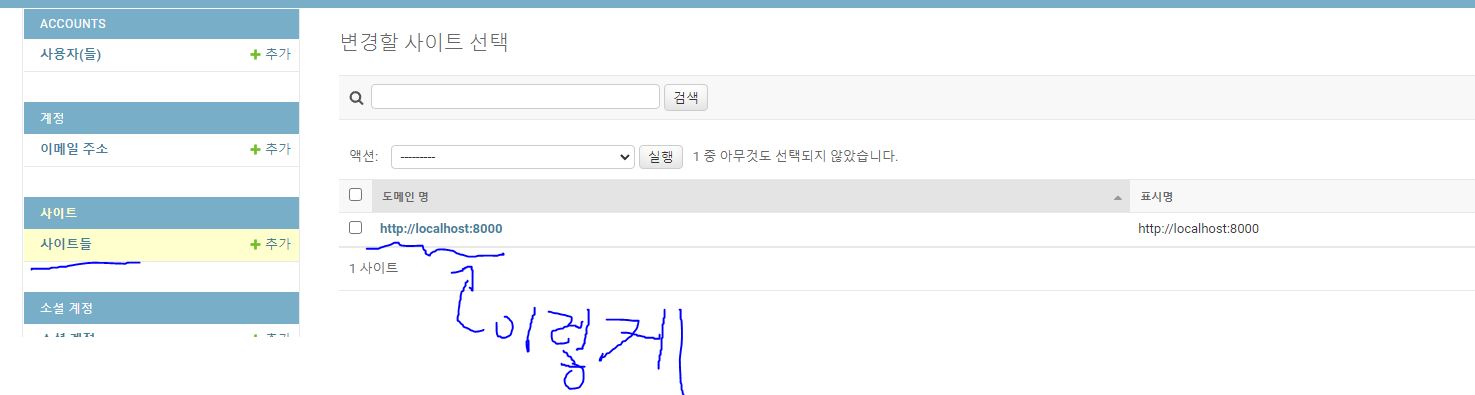 ACCOUNTS
사용자(들)
추가
계정
이메일 주소
추가
사이트
사이트들
추가
소셜 계정
변경할 사이트 선택
검색
액션: --------- 실행 1 중 아무것도 선택되지 않았습니다.
도메인 명 표시명
http://localhost:8000 http://localhost:8000
1 사이트
이렇게